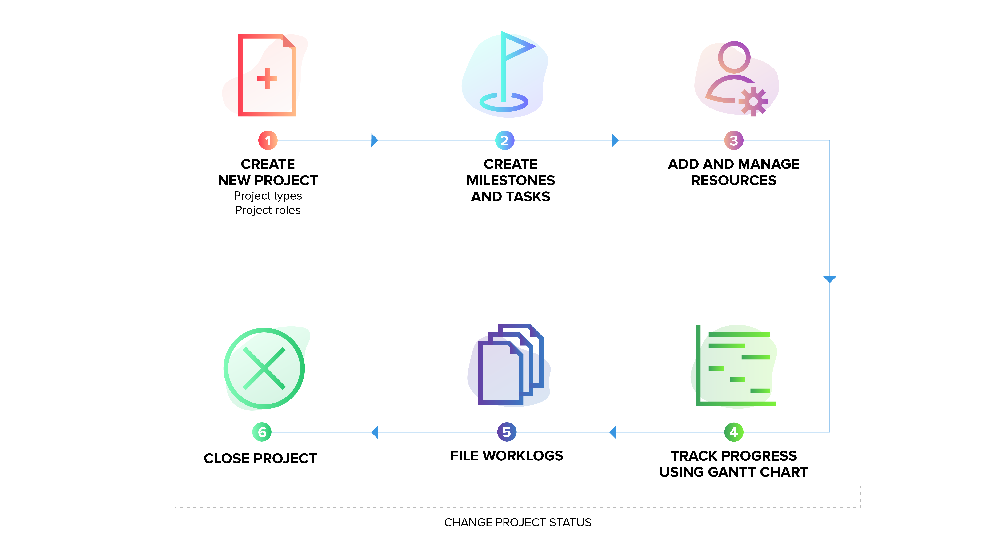 1
CREATE
NEW PROJECT
Project types
Project roles
2
CREATE
MILESTONES
AND TASKS
3
ADD AND MANAGE
RESOURCES
4
TRACK PROGRESS
USING GANTT CHART
5
FILE WORKLOGS
6
CLOSE PROJECT
CHANGE PROJECT STATUS